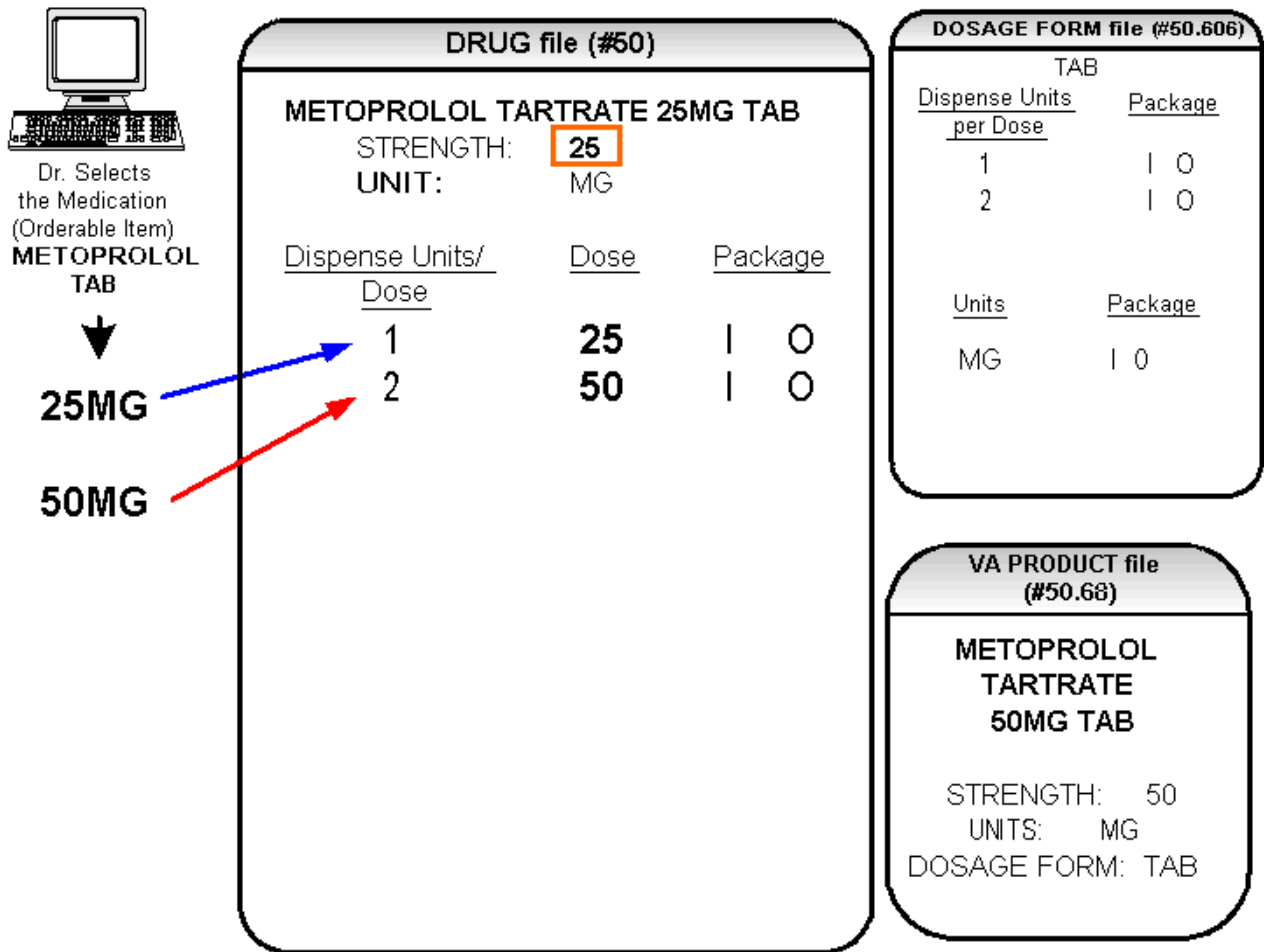 Dr. Selects
the Medication
(Orderable Item)
METOPROLOL
TAB
25MG
50MG
DRUG file (#50)
METOPROLOL TARTRATE 25MG TAB
STRENGTH: 25
UNIT: MG
Dispense Units/ Dose Package
Dose
1 25 I O
2 50 I O
DOSAGE FORM file (#50.606)
TAB
Dispense Units Package
per Dose
1 I O
2 I O
Units Package
MG I 0
VA PRODUCT file
(#50.68)
METOPROLOL
TARTRATE
50MG TAB
STRENGTH: 50
UNITS: MG
DOSAGE FORM: TAB